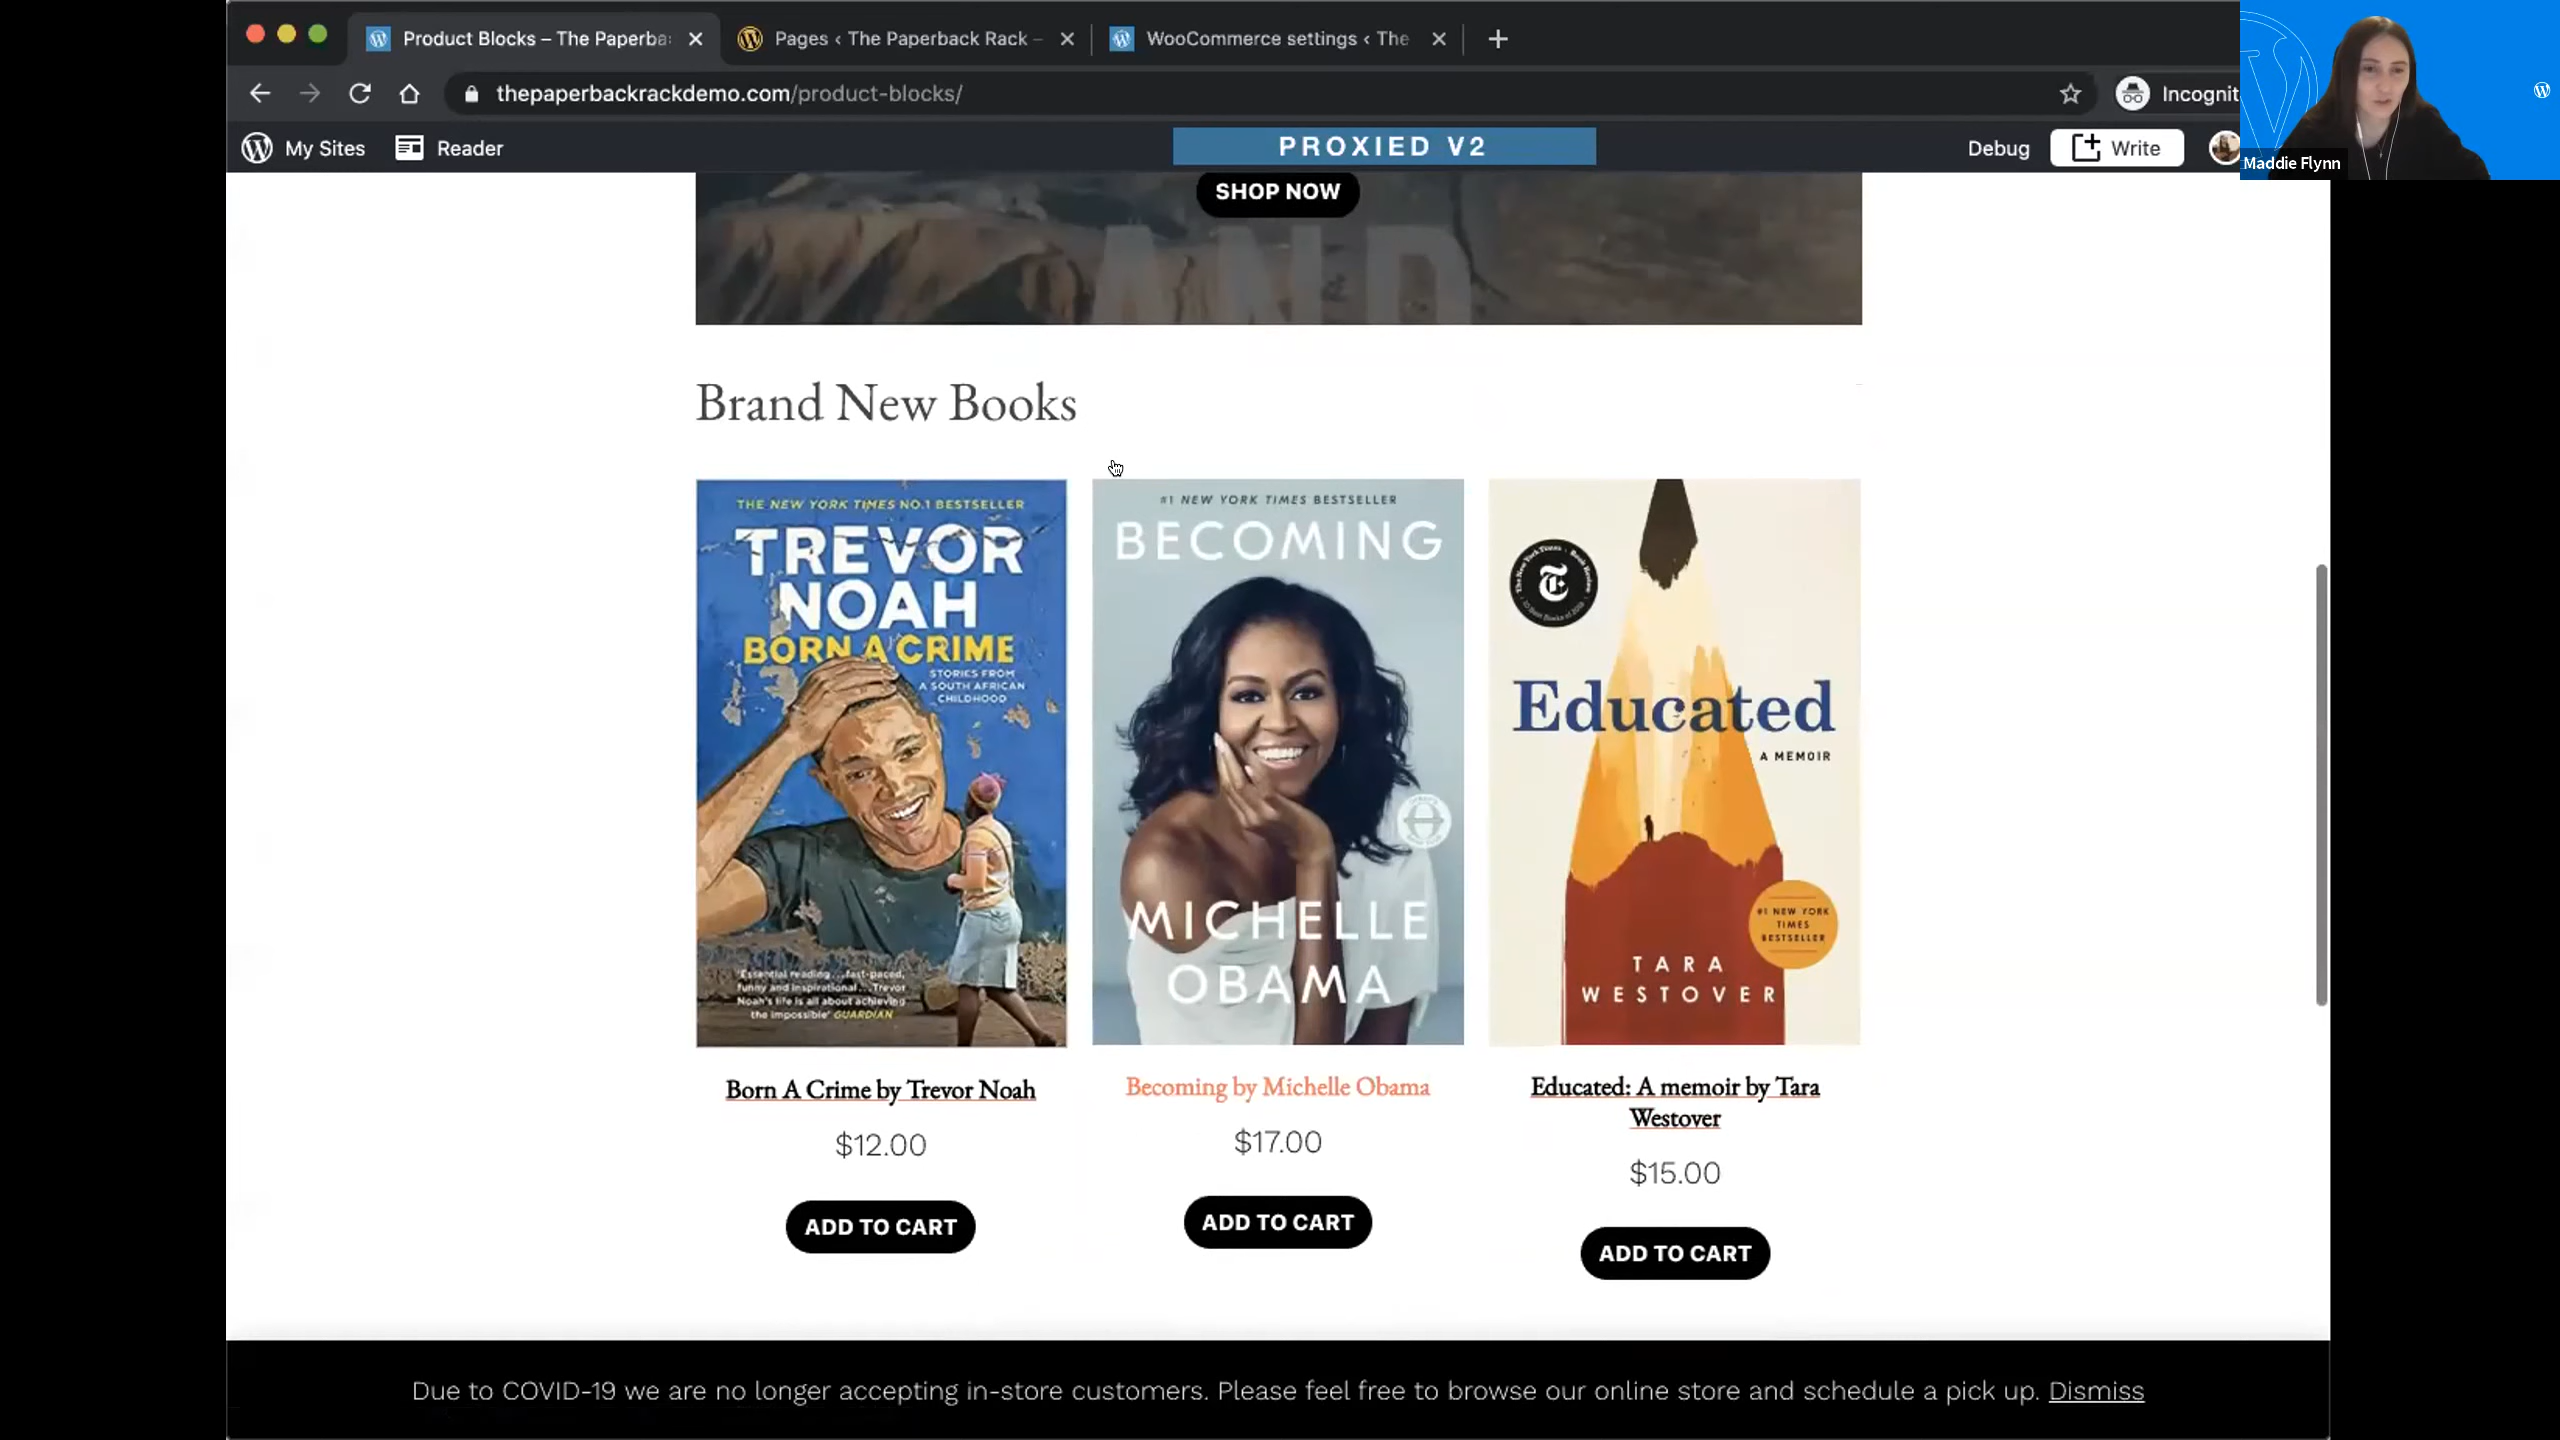 Product Blocks – The Paperba
Pages ‹ The Paperback Rack –
WooCommerce settings ‹ The
thepaperbackrackdemo.com/product-blocks/
Incognit
My Sites
Reader
PROXIED V2
Debug
Write
Maddie Flynn
SHOP NOW
AND
Brand New Books
THE NEW YORK TIMES NO.1 BESTSELLER
TREVOR
NOAH
BORN A CRIME
STORIES FROM
A SOUTH AFRICAN
CHILDHOOD
'Essential reading...fast-paced,
funny and inspirational...Trevor
Noah's life is all about achieving
the impossible' GUARDIAN
#1 NEW YORK TIMES BESTSELLER
BECOMING
MICHELLE
OBAMA
Educated
A MEMOIR
#1 NEW YORK
TIMES
BESTSELLER
TARA
WESTOVER
Born A Crime by Trevor Noah
$12.00
ADD TO CART
Becoming by Michelle Obama
$17.00
ADD TO CART
Educated: A memoir by Tara
Westover
$15.00
ADD TO CART
Due to COVID-19 we are no longer accepting in-store customers. Please feel free to browse our online store and schedule a pick up. Dismiss